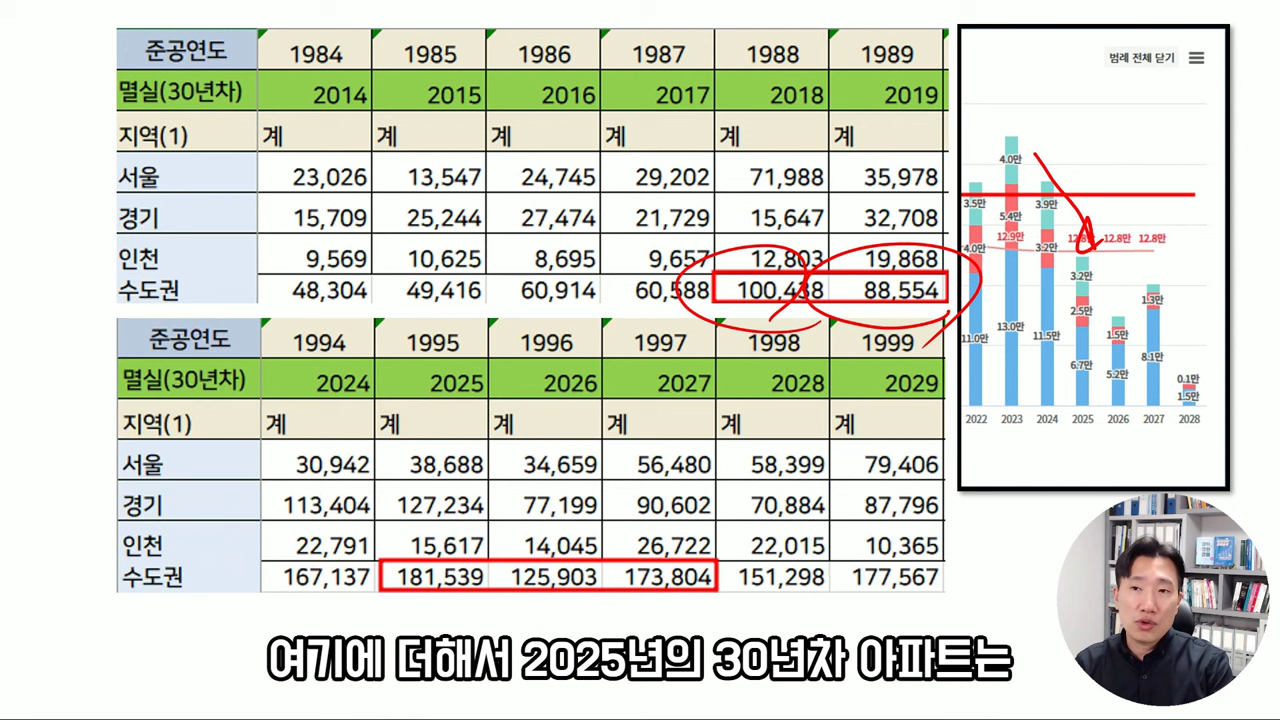 준공연도 1984 1985 1986 1987 1988 1989
멸실(30년차) 2014 2015 2016 2017 2018 2019
지역(1) 계 계 계 계 계 계
서울 23,026 13,547 24,745 29,202 71,988 35,978
경기 15,709 25,244 27,474 21,729 15,647 32,708
인천 9,569 10,625 8,695 9,657 12,803 19,868
수도권 48,304 49,416 60,914 60,588 100,438 88,554
준공연도 1994 1995 1996 1997 1998 1999
멸실(30년차) 2024 2025 2026 2027 2028 2029
지역(1) 계 계 계 계 계 계
서울 30,942 38,688 34,659 56,480 58,399 79,406
경기 113,404 127,234 77,199 90,602 70,884 87,796
인천 22,791 15,617 14,045 26,722 22,015 10,365
수도권 167,137 181,539 125,903 173,804 151,298 177,567
범례 전체 닫기
4.0만
3.5만 3.9만
5.4만
12.9만 12.8만 12.8만
4.0만 3.2만
3.2만
1.3만
2.5만
11.0만 13.0만 11.5만 1.5만
8.1만
6.7만 5.2만 0.1만
1.5만
2022 2023 2024 2025 2026 2027 2028
여기에 더해서 2025년의 30년차 아파트는